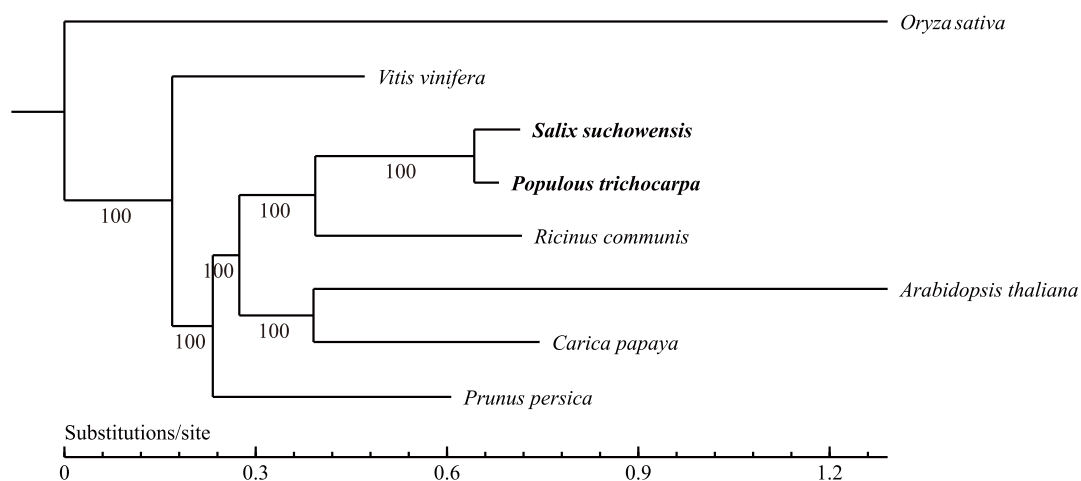 Oryza sativa
Vitis vinifera
Salix suchowensis
100
Populous trichocarpa
100
100
Ricinus communis
100
Arabidopsis thaliana
100
100
Carica papaya
Prunus persica
Substitutions/site
0 0.3 0.6 0.9 1.2